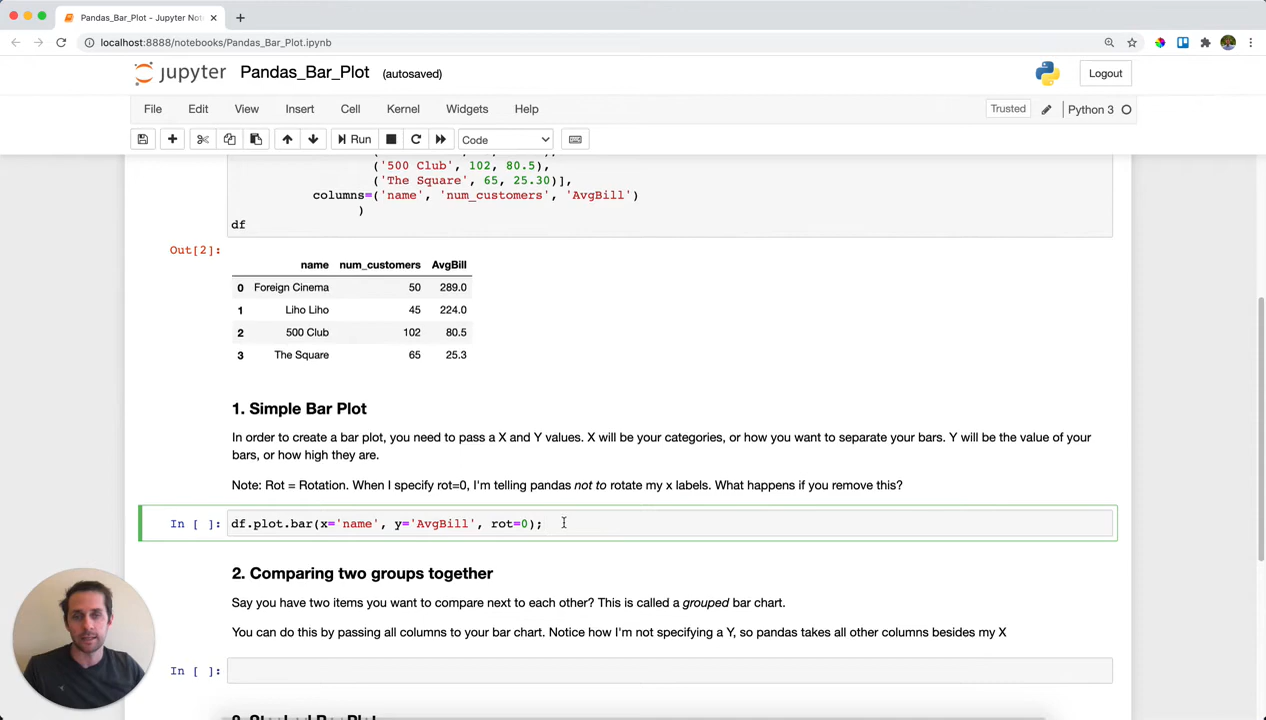 Pandas_Bar_Plot - Jupyter Not
localhost:8888/notebooks/Pandas_Bar_Plot.ipynb
jupyter Pandas_Bar_Plot (autosaved) Logout
File Edit View Insert Cell Kernel Widgets Help Trusted Python 3
Run Code
('500 Club', 102, 80.5),
('The Square', 65, 25.30)],
columns=('name', 'num_customers', 'AvgBill')
)
df
Out[2]:
name num_customers AvgBill
0 Foreign Cinema 50 289.0
1 Liho Liho 45 224.0
2 500 Club 102 80.5
3 The Square 65 25.3
1. Simple Bar Plot
In order to create a bar plot, you need to pass a X and Y values. X will be your categories, or how you want to separate your bars. Y will be the value of your
bars, or how high they are.
Note: Rot = Rotation. When I specify rot=0, I'm telling pandas not to rotate my x labels. What happens if you remove this?
In [ ]: df.plot.bar(x='name', y='AvgBill', rot=0);
2. Comparing two groups together
Say you have two items you want to compare next to each other? This is called a grouped bar chart.
You can do this by passing all columns to your bar chart. Notice how I'm not specifying a Y, so pandas takes all other columns besides my X
In [ ]: